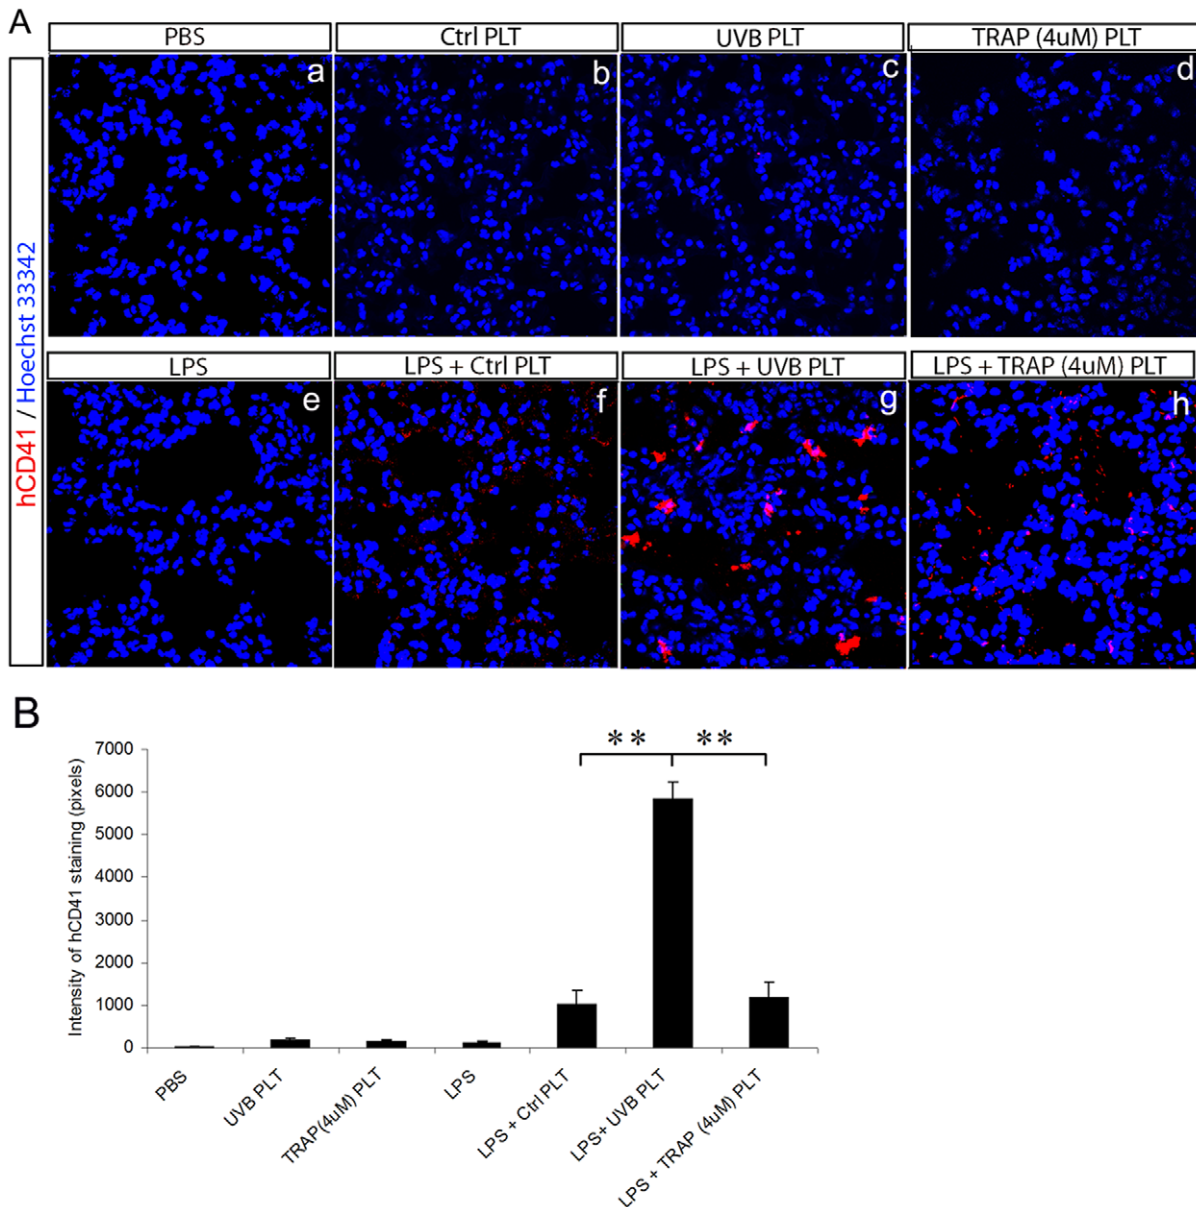 A
PBS
Ctrl PLT
UVB PLT
TRAP (4uM) PLT
hCD41 / Hoechst 33342
a
b
c
d
LPS
LPS + Ctrl PLT
LPS + UVB PLT
LPS + TRAP (4uM) PLT
e
f
g
h
B
Intensity of hCD41 staining (pixels)
7000
6000
5000
4000
3000
2000
1000
0
** **
PBS
UVB PLT
TRAP(4uM) PLT
LPS
LPS + Ctrl PLT
LPS+ UVB PLT
LPS + TRAP (4uM) PLT